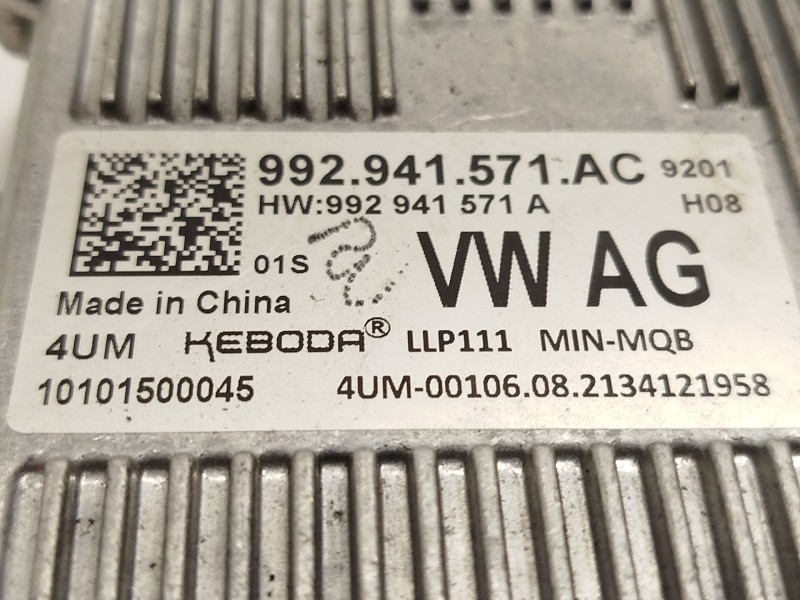 992.941.571.AC 9201
HW:992 941 571 A H08
01S VW AG
Made in China
4UM KEBODA® LLP111 MIN-MQB
10101500045 4UM-00106.08.2134121958